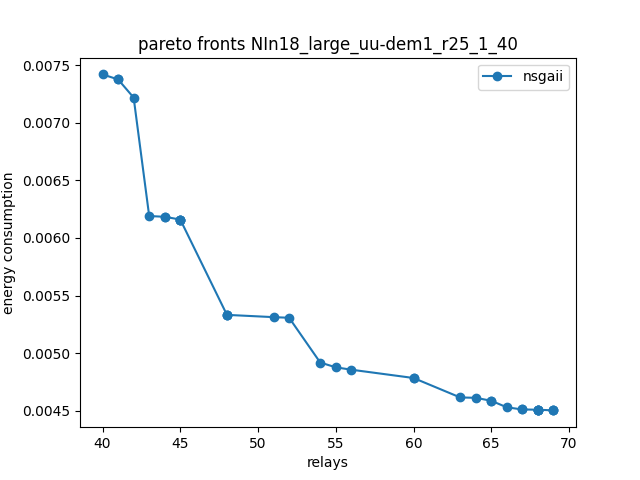 pareto fronts NIn18_large_uu-dem1_r25_1_40
nsgaii
0.0075
0.0070
0.0065
0.0060
0.0055
0.0050
0.0045
energy consumption
40 45 50 55 60 65 70
relays